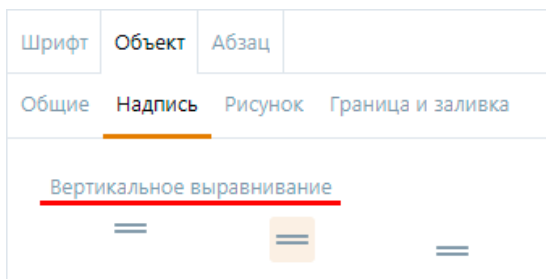 Шрифт Объект Абзац
Общие Надпись Рисунок Граница и заливка
Вертикальное выравнивание